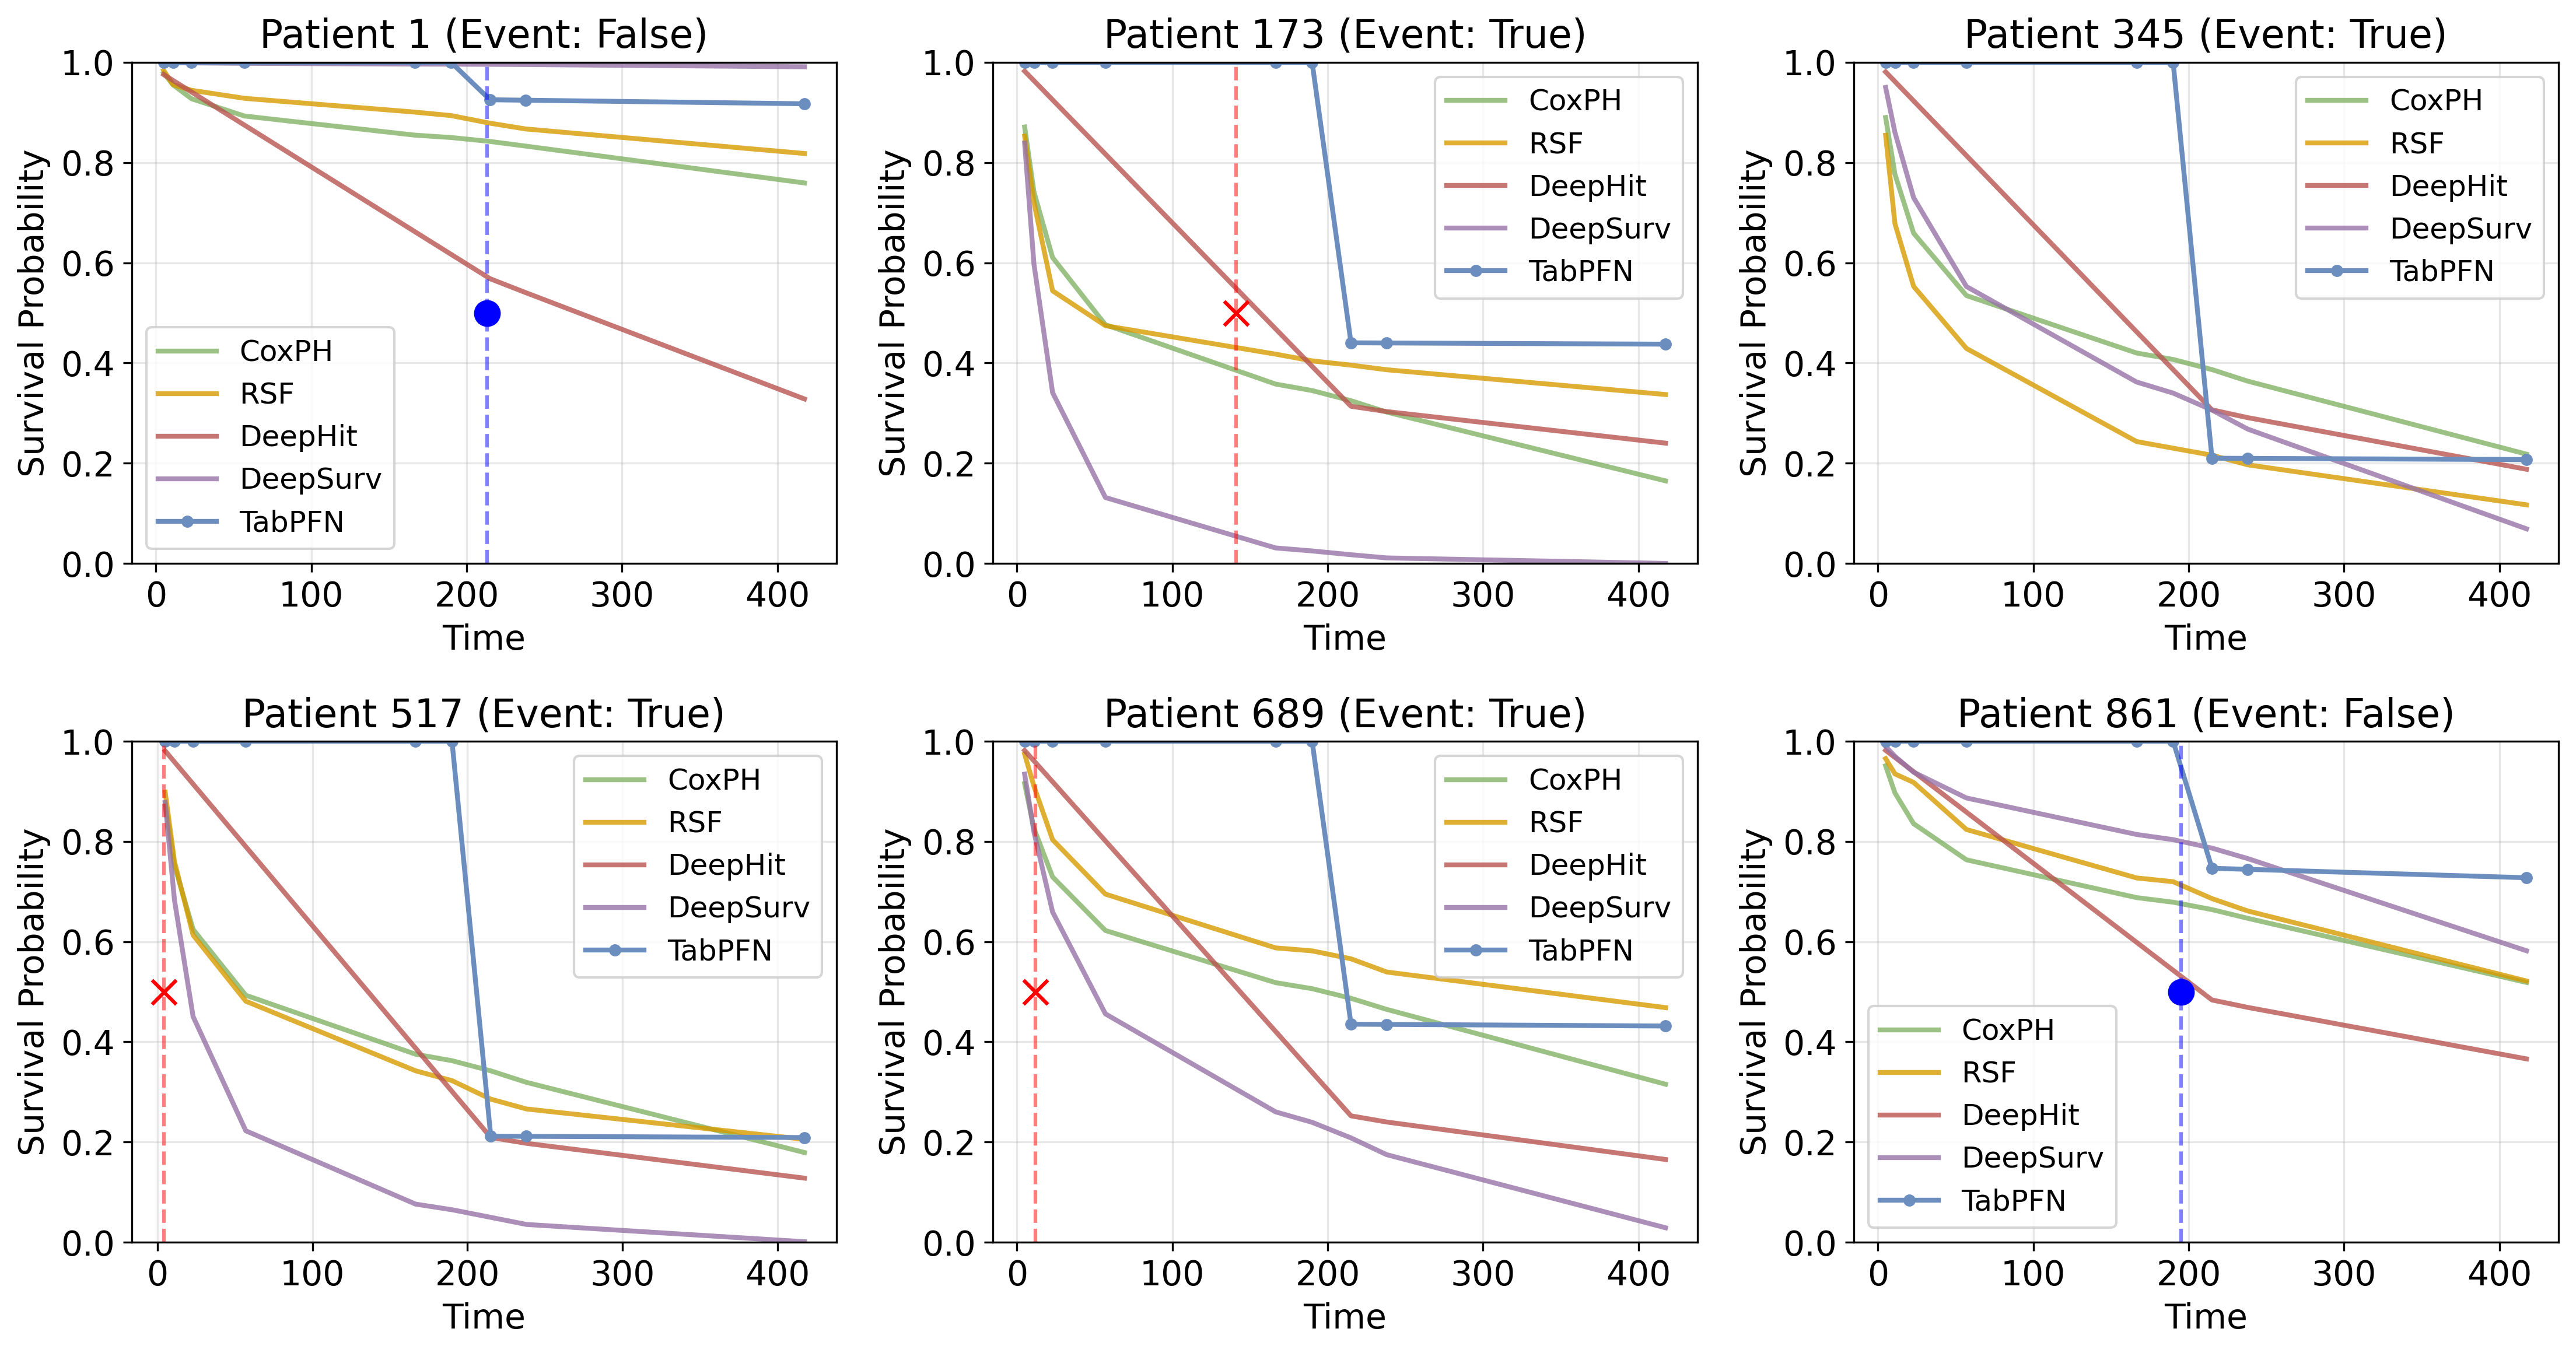 Patient 1 (Event: False)
Survival Probability
1.0
0.8
0.6
0.4
0.2
0.0
CoxPH
RSF
DeepHit
DeepSurv
TabPFN
0 100 200 300 400
Time
Patient 173 (Event: True)
Survival Probability
1.0
0.8
0.6
0.4
0.2
0.0
CoxPH
RSF
DeepHit
DeepSurv
TabPFN
0 100 200 300 400
Time
Patient 345 (Event: True)
Survival Probability
1.0
0.8
0.6
0.4
0.2
0.0
CoxPH
RSF
DeepHit
DeepSurv
TabPFN
0 100 200 300 400
Time
Patient 517 (Event: True)
Survival Probability
1.0
0.8
0.6
0.4
0.2
0.0
CoxPH
RSF
DeepHit
DeepSurv
TabPFN
0 100 200 300 400
Time
Patient 689 (Event: True)
Survival Probability
1.0
0.8
0.6
0.4
0.2
0.0
CoxPH
RSF
DeepHit
DeepSurv
TabPFN
0 100 200 300 400
Time
Patient 861 (Event: False)
Survival Probability
1.0
0.8
0.6
0.4
0.2
0.0
CoxPH
RSF
DeepHit
DeepSurv
TabPFN
0 100 200 300 400
Time